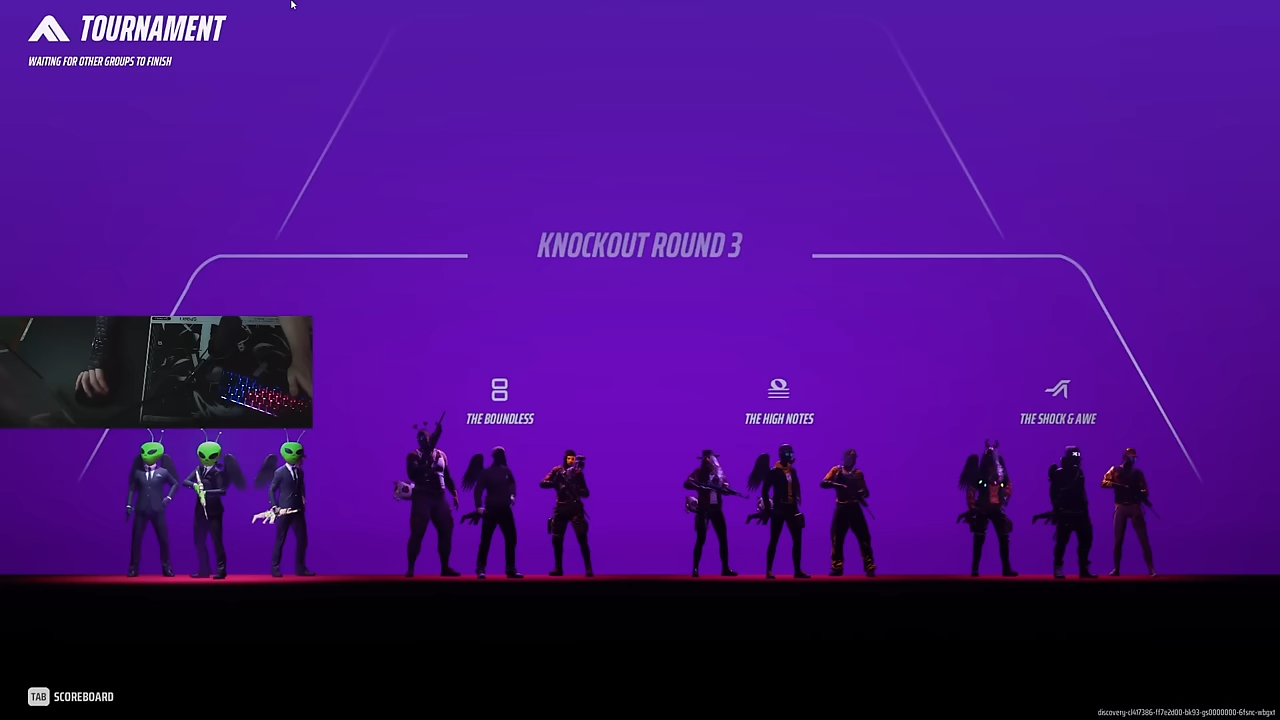 TOURNAMENT
WAITING FOR OTHER GROUPS TO FINISH
KNOCKOUT ROUND 3
THE BOUNDLESS
THE HIGH NOTES
THE SHOCK & AWE
TAB SCOREBOARD